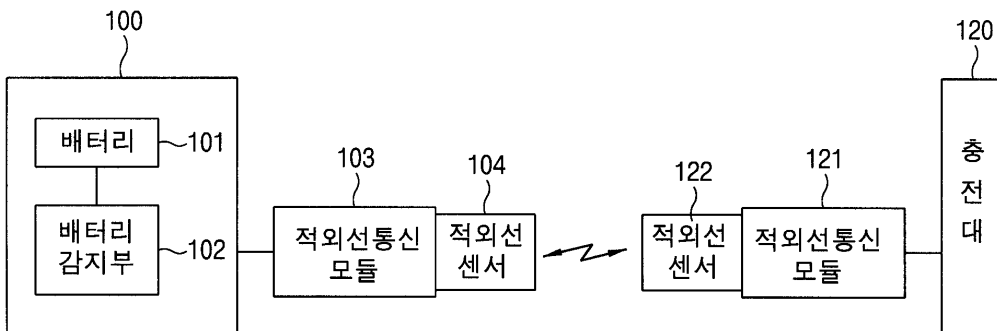 100
배터리
101
배터리
감지부
102
103
적외선통신
모듈
104
적외선
센서
122
적외선
센서
121
적외선통신
모듈
120
충
전
대